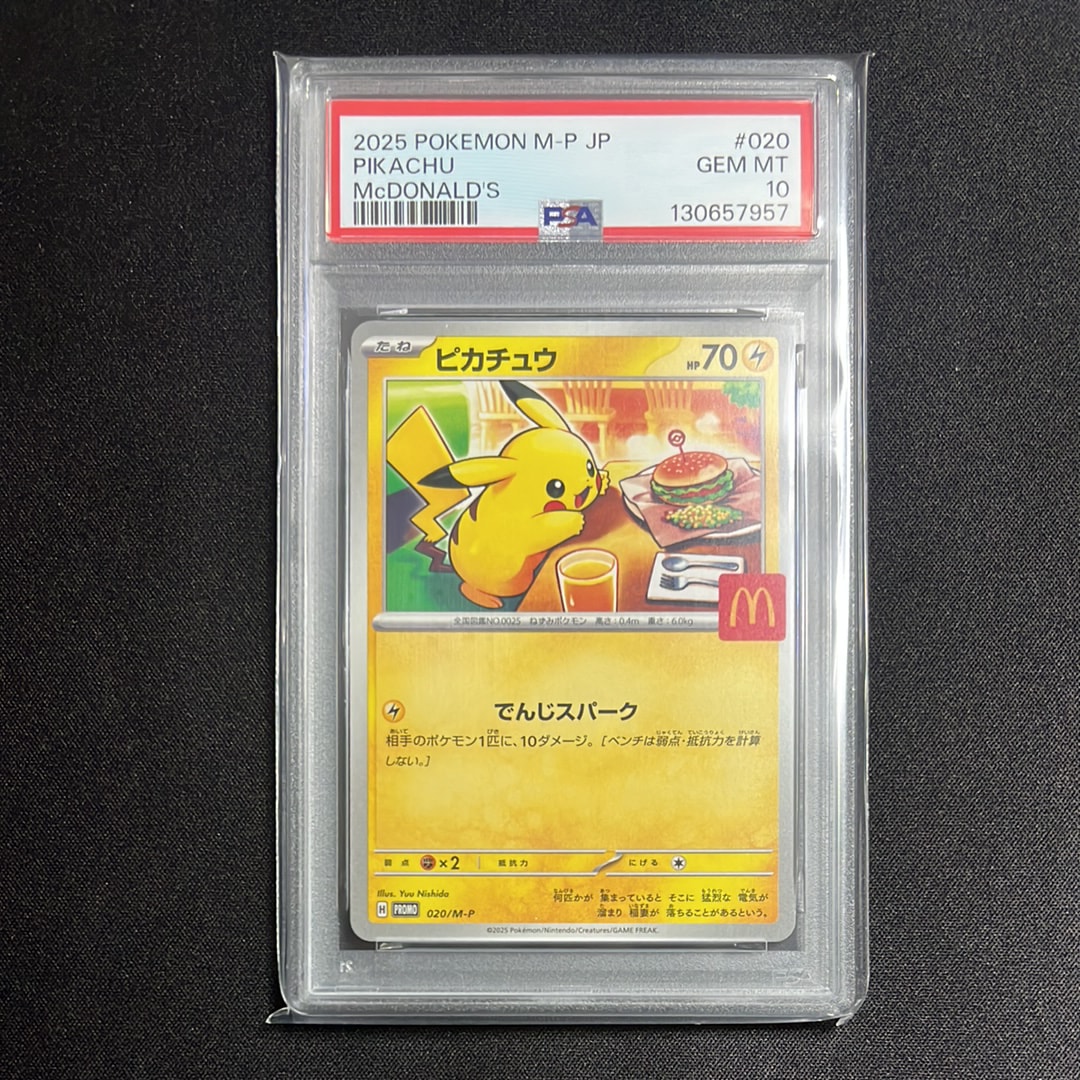 2025 POKEMON M-P JP #020
PIKACHU GEM MT
McDONALD'S 10
PSA 130657957
たね ピカチュウ HP70
全国図鑑NO.0025 ねずみポケモン 高さ:0.4m 重さ:6.0kg
でんじスパーク
相手のポケモン1匹に、10ダメージ。[ベンチは弱点・抵抗力を計算
しない。]
弱点 ×2 抵抗力 にげる
Illus. Yuu Nishida
何匹かが 集まっていると そこに 猛烈な 電気が
溜まり 稲妻が 落ちることがあるという。
H PROMO 020/M-P
©2025 Pokémon/Nintendo/Creatures/GAME FREAK.